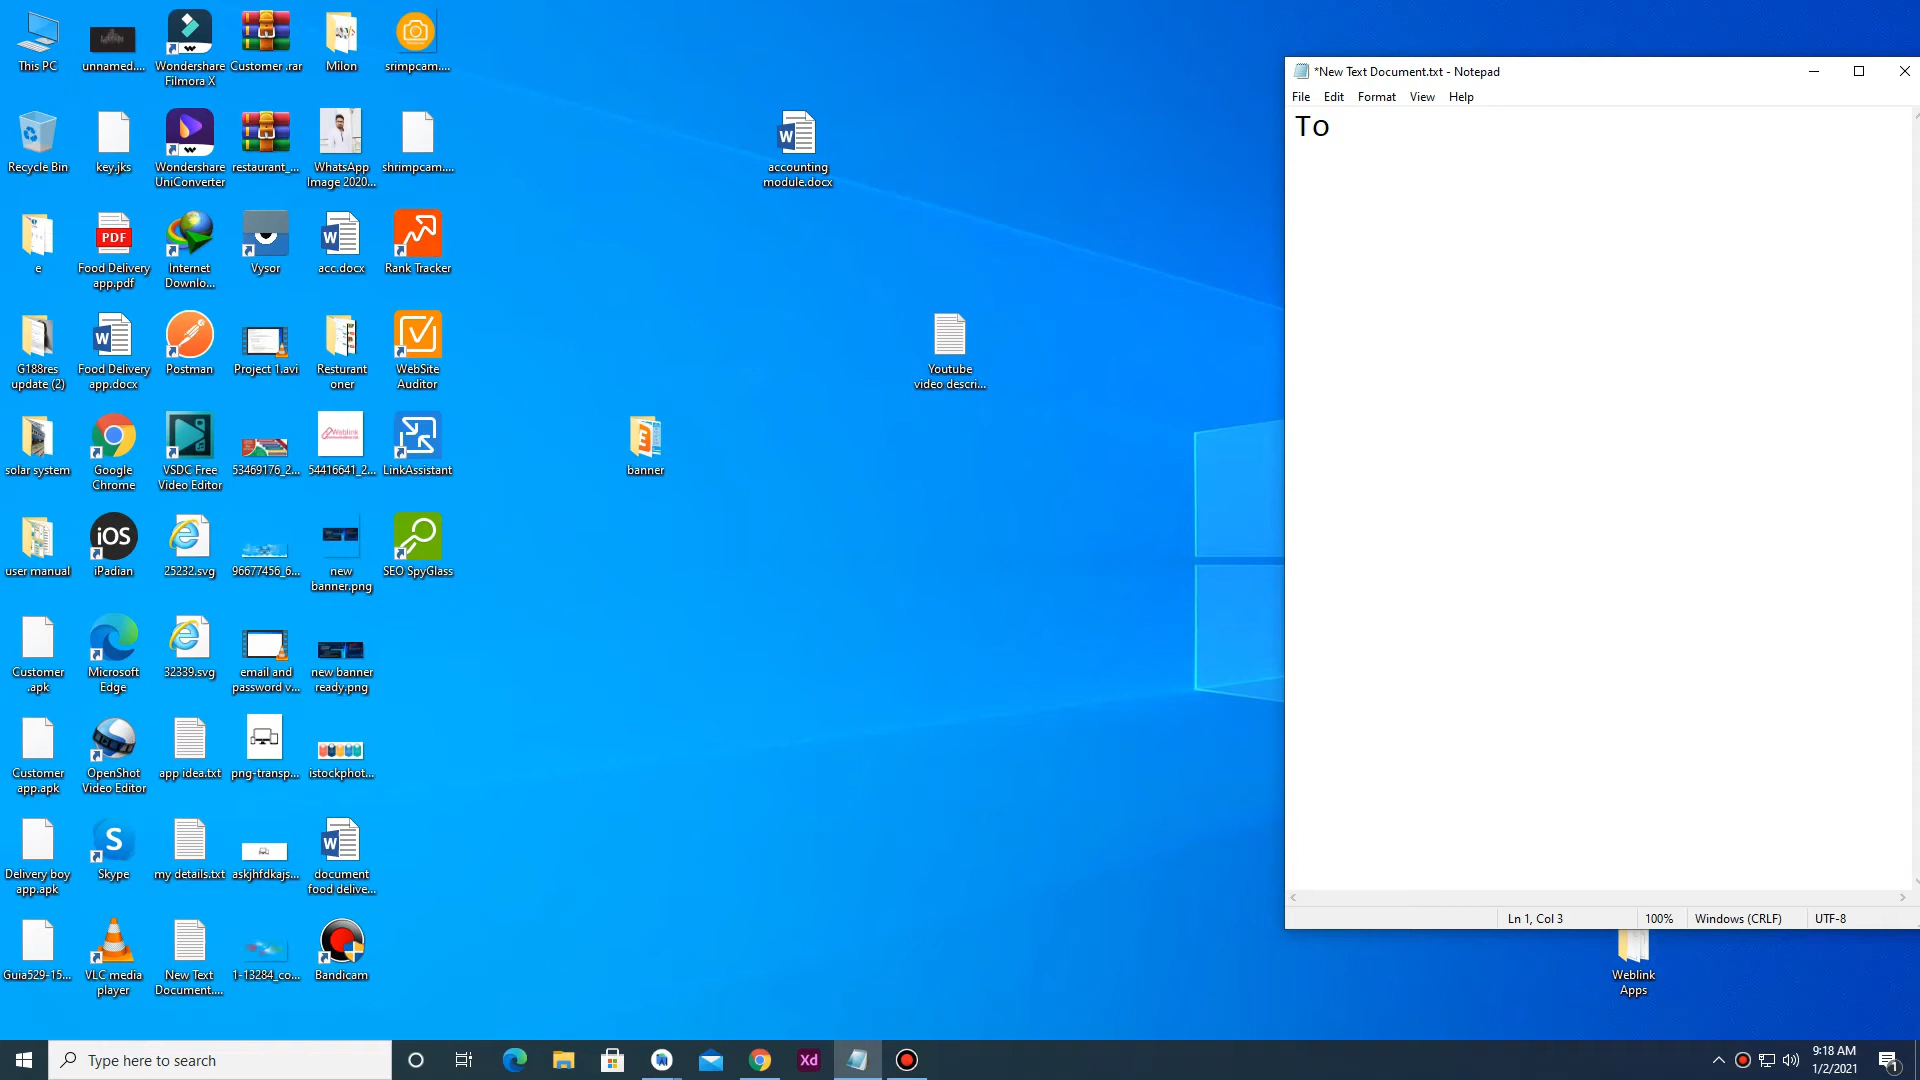 This PC
unnamed....
Wondershare
Filmora X
Customer .rar
Milon
srimpcam....
Recycle Bin
key.jks
Wondershare
UniConverter
restaurant_...
WhatsApp
Image 2020...
shrimpcam....
accounting
module.docx
e
PDF
Food Delivery
app.pdf
Internet
Downlo...
Vysor
acc.docx
Rank Tracker
G188res
update (2)
Food Delivery
app.docx
Postman
Project 1.avi
Resturant
oner
WebSite
Auditor
Youtube
video descri...
solar system
Google
Chrome
VSDC Free
Video Editor
53469176_2...
Weblink
54416641_2...
LinkAssistant
banner
user manual
iOS
iPadian
25232.svg
96677456_6...
new
banner.png
SEO SpyGlass
Customer
.apk
Microsoft
Edge
32339.svg
email and
password v...
new banner
ready.png
Customer
app.apk
OpenShot
Video Editor
app idea.txt
png-transp...
istockphot...
Delivery boy
app.apk
Skype
my details.txt
askjhfdkajs...
document
food delive...
Guia529-15...
VLC media
player
New Text
Document....
1-13284_co...
Bandicam
Weblink
Apps
*New Text Document.txt - Notepad
File Edit Format View Help
To
Ln 1, Col 3 100% Windows (CRLF) UTF-8
Type here to search
Xd
9:18 AM
1/2/2021
1